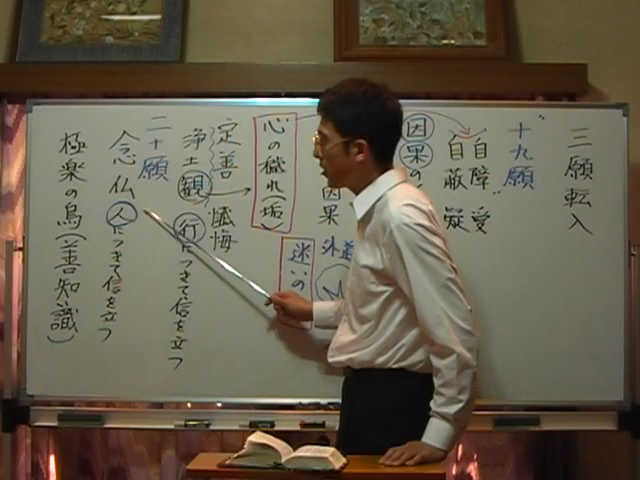 三願転入
十九願
自障
自蔽
愛
疑
因果の
因果
外道
迷いの
心の穢れ(垢)
定善
懺悔
浄土観
行につきて信を立つ
二十願
念仏
人につきて信を立つ
極楽の鳥(善知識)